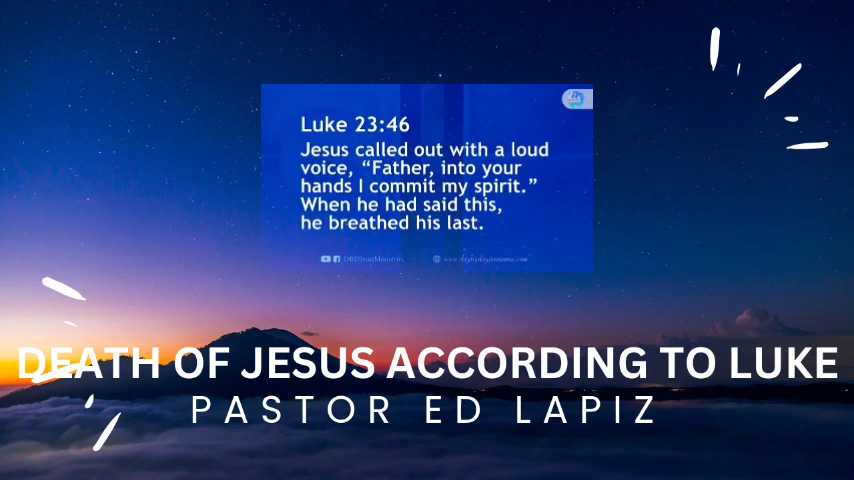 Luke 23:46
Jesus called out with a loud
voice, “Father, into your
hands I commit my spirit.”
When he had said this,
he breathed his last.
DEATH OF JESUS ACCORDING TO LUKE
PASTOR ED LAPIZ